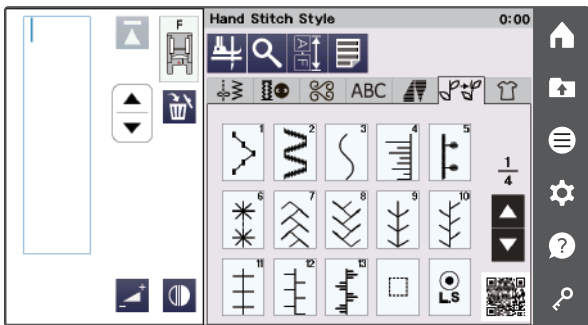 F
Hand Stitch Style 0:00
A-F
ABC
1 2 3 4 5
1
4
6 7 8 9 10
11 12 13
L.S
?